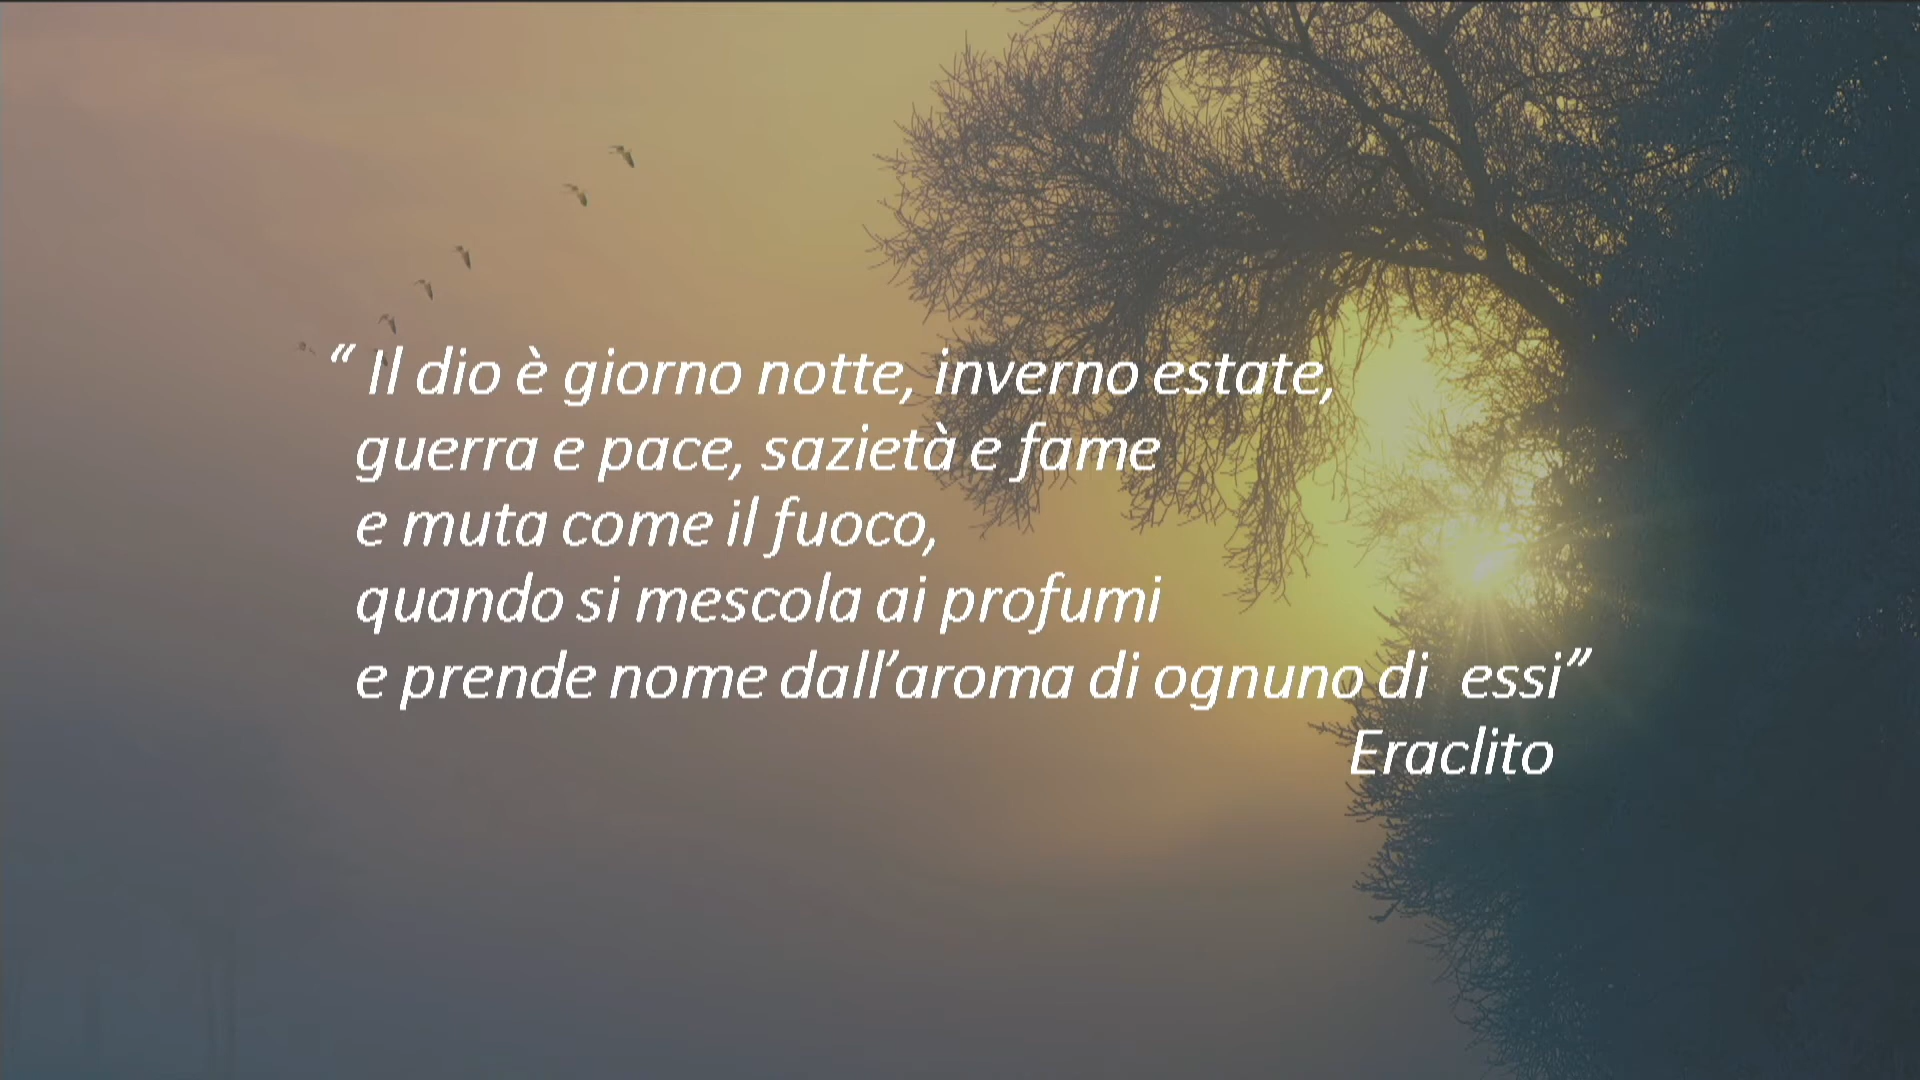 “ Il dio è giorno notte, inverno estate,
guerra e pace, sazietà e fame
e muta come il fuoco,
quando si mescola ai profumi
e prende nome dall’aroma di ognuno di essi”
Eraclito